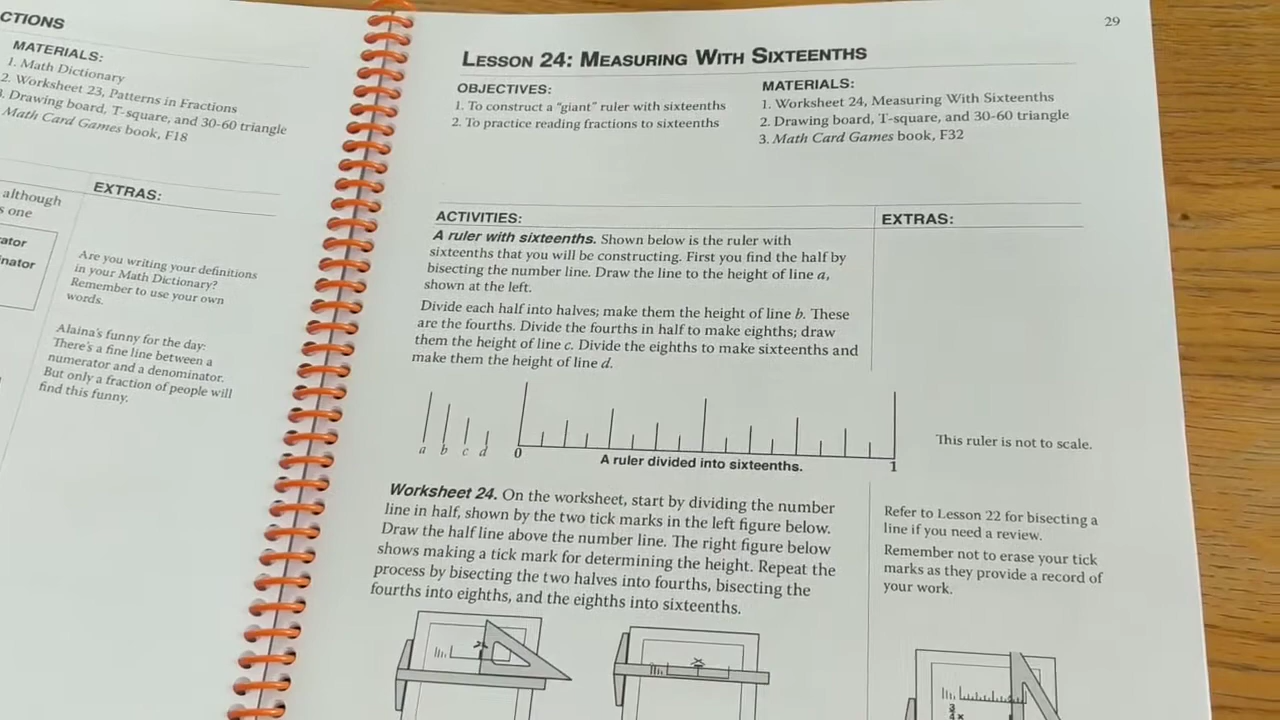 CTIONS
MATERIALS:
1. Math Dictionary
2. Worksheet 23, Patterns in Fractions
Drawing board, T-square, and 30-60 triangle
Math Card Games book, F18
although
s one
EXTRAS:
ator
inator
Are you writing your definitions
in your Math Dictionary?
Remember to use your own
words.
Alaina's funny for the day:
There's a fine line between a
numerator and a denominator.
But only a fraction of people will
find this funny.
29
LESSON 24: MEASURING WITH SIXTEENTHS
OBJECTIVES:
1. To construct a "giant" ruler with sixteenths
2. To practice reading fractions to sixteenths
MATERIALS:
1. Worksheet 24, Measuring With Sixteenths
2. Drawing board, T-square, and 30-60 triangle
3. Math Card Games book, F32
ACTIVITIES:
EXTRAS:
A ruler with sixteenths. Shown below is the ruler with
sixteenths that you will be constructing. First you find the half by
bisecting the number line. Draw the line to the height of line a,
shown at the left.
Divide each half into halves; make them the height of line b. These
are the fourths. Divide the fourths in half to make eighths; draw
them the height of line c. Divide the eighths to make sixteenths and
make them the height of line d.
a b c d 0 1
A ruler divided into sixteenths.
This ruler is not to scale.
Worksheet 24. On the worksheet, start by dividing the number
line in half, shown by the two tick marks in the left figure below.
Draw the half line above the number line. The right figure below
shows making a tick mark for determining the height. Repeat the
process by bisecting the two halves into fourths, bisecting the
fourths into eighths, and the eighths into sixteenths.
Refer to Lesson 22 for bisecting a
line if you need a review.
Remember not to erase your tick
marks as they provide a record of
your work.